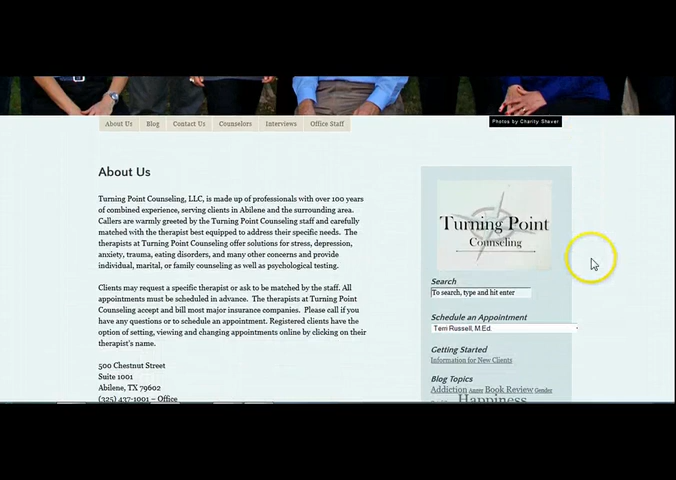 Photos by Charity Shaver
About Us Blog Contact Us Counselors Interviews Office Staff
About Us
Turning Point Counseling, LLC, is made up of professionals with over 100 years
of combined experience, serving clients in Abilene and the surrounding area.
Callers are warmly greeted by the Turning Point Counseling staff and carefully
matched with the therapist best equipped to address their specific needs. The
therapists at Turning Point Counseling offer solutions for stress, depression,
anxiety, trauma, eating disorders, and many other concerns and provide
individual, marital, or family counseling as well as psychological testing.
Clients may request a specific therapist or ask to be matched by the staff. All
appointments must be scheduled in advance. The therapists at Turning Point
Counseling accept and bill most major insurance companies. Please call if you
have any questions or to schedule an appointment. Registered clients have the
option of setting, viewing and changing appointments online by clicking on their
therapist's name.
500 Chestnut Street
Suite 1001
Abilene, TX 79602
(325) 437-1001 – Office
Turning Point
Counseling
Search
To search, type and hit enter
Schedule an Appointment
Terri Russell, M.Ed.
Getting Started
Information for New Clients
Blog Topics
Addiction Anger Book Review Gender
Happiness